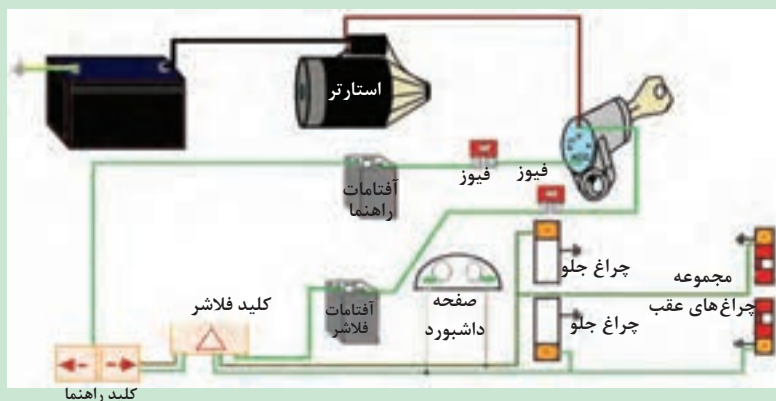 استارتر
فیوز
فیوز
آفتامات
راهنما
چراغ جلو
مجموعه
چراغ‌های عقب
صفحه
داشبورد
چراغ جلو
آفتامات
فلاشر
کلید فلاشر
کلید راهنما